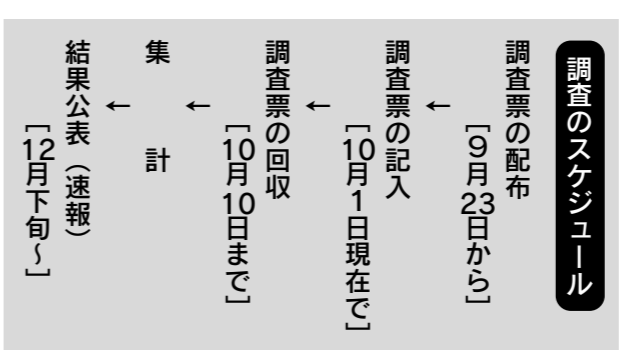 調査のスケジュール
調査票の配布
[9月23日から]
←
調査票の記入
[10月1日現在で]
←
調査票の回収
[10月10日まで]
←
集　計
←
結果公表（速報）
[12月下旬～]